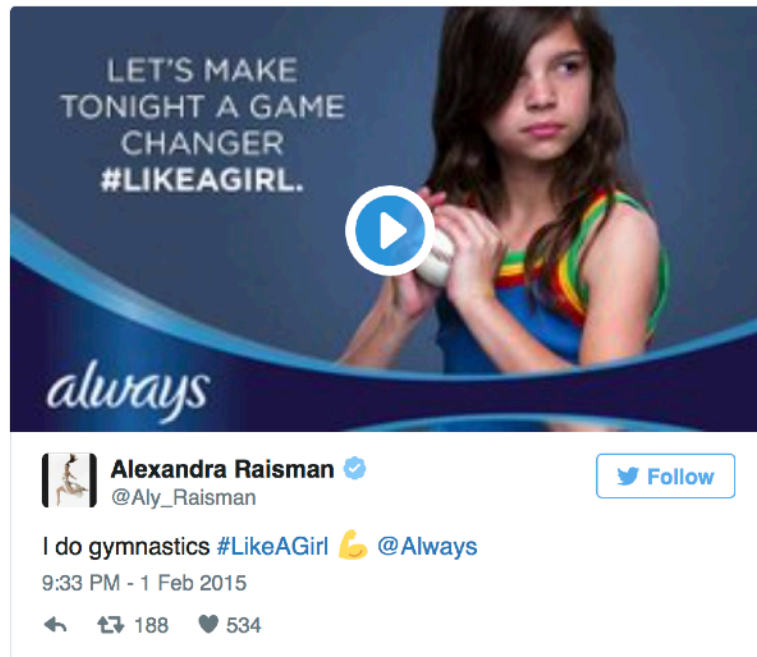 LET'S MAKE
TONIGHT A GAME
CHANGER
#LIKEAGIRL.
always
Alexandra Raisman
@Aly_Raisman
Follow
I do gymnastics #LikeAGirl 💪 @Always
9:33 PM - 1 Feb 2015
188 534